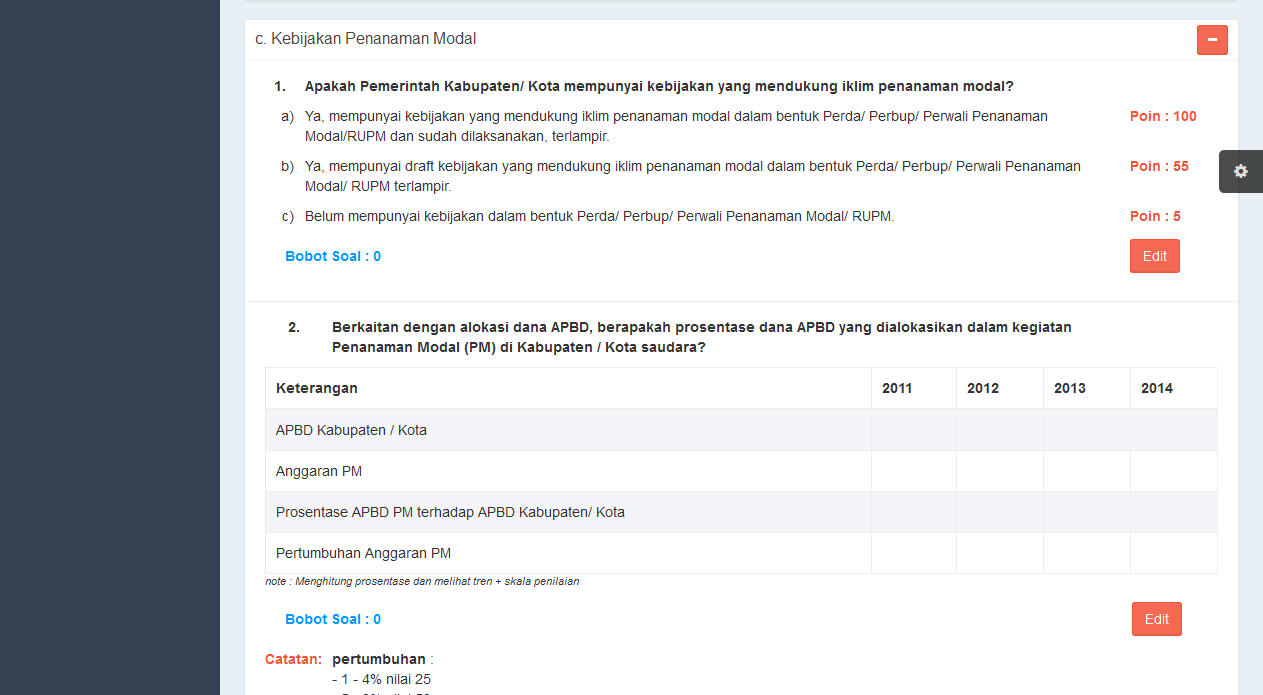 c. Kebijakan Penanaman Modal
1. Apakah Pemerintah Kabupaten/ Kota mempunyai kebijakan yang mendukung iklim penanaman modal?
a) Ya, mempunyai kebijakan yang mendukung iklim penanaman modal dalam bentuk Perda/ Perbup/ Perwali Penanaman Poin : 100
Modal/RUPM dan sudah dilaksanakan, terlampir.
b) Ya, mempunyai draft kebijakan yang mendukung iklim penanaman modal dalam bentuk Perda/ Perbup/ Perwali Penanaman Poin : 55
Modal/ RUPM terlampir.
c) Belum mempunyai kebijakan dalam bentuk Perda/ Perbup/ Perwali Penanaman Modal/ RUPM. Poin : 5
Bobot Soal : 0 Edit
2. Berkaitan dengan alokasi dana APBD, berapakah prosentase dana APBD yang dialokasikan dalam kegiatan
Penanaman Modal (PM) di Kabupaten / Kota saudara?
Keterangan 2011 2012 2013 2014
APBD Kabupaten / Kota
Anggaran PM
Prosentase APBD PM terhadap APBD Kabupaten/ Kota
Pertumbuhan Anggaran PM
note : Menghitung prosentase dan melihat tren + skala penilaian
Bobot Soal : 0 Edit
Catatan: pertumbuhan :
- 1 - 4% nilai 25